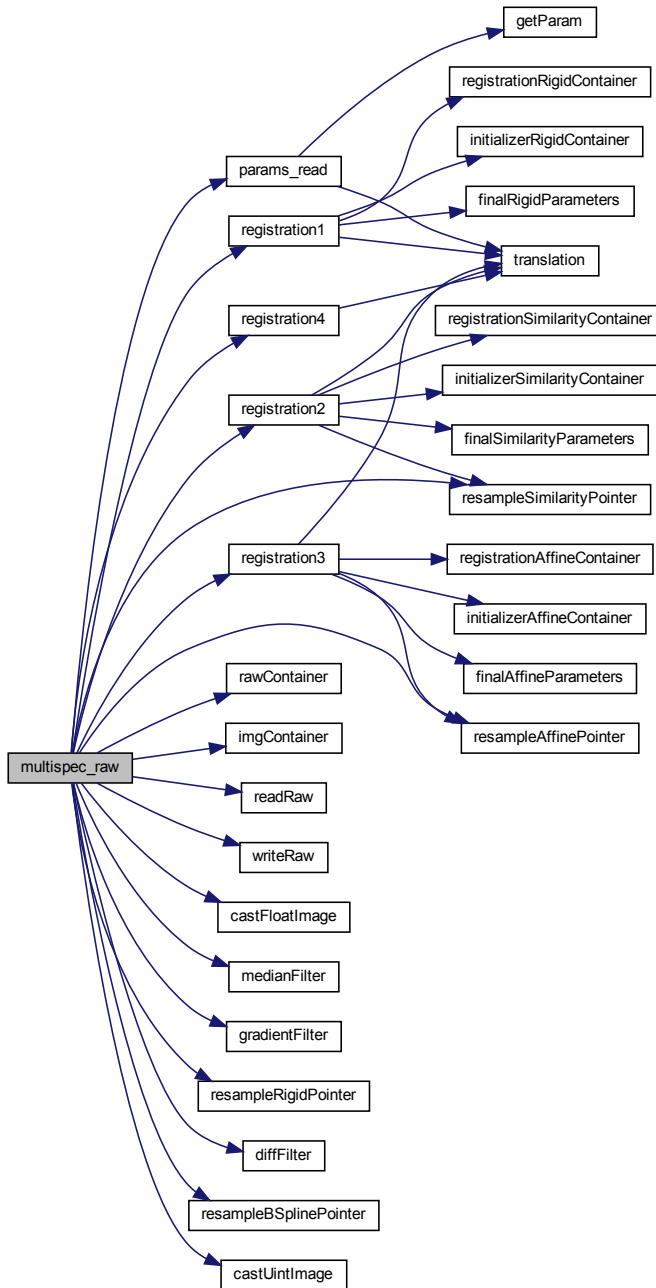 getParam
registrationRigidContainer
initializerRigidContainer
params_read
finalRigidParameters
registration1
translation
registration4
registrationSimilarityContainer
initializerSimilarityContainer
registration2
finalSimilarityParameters
resampleSimilarityPointer
registration3
registrationAffineContainer
initializerAffineContainer
rawContainer
finalAffineParameters
imgContainer
resampleAffinePointer
multispec_raw
readRaw
writeRaw
castFloatImage
medianFilter
gradientFilter
resampleRigidPointer
diffFilter
resampleBSplinePointer
castUintImage